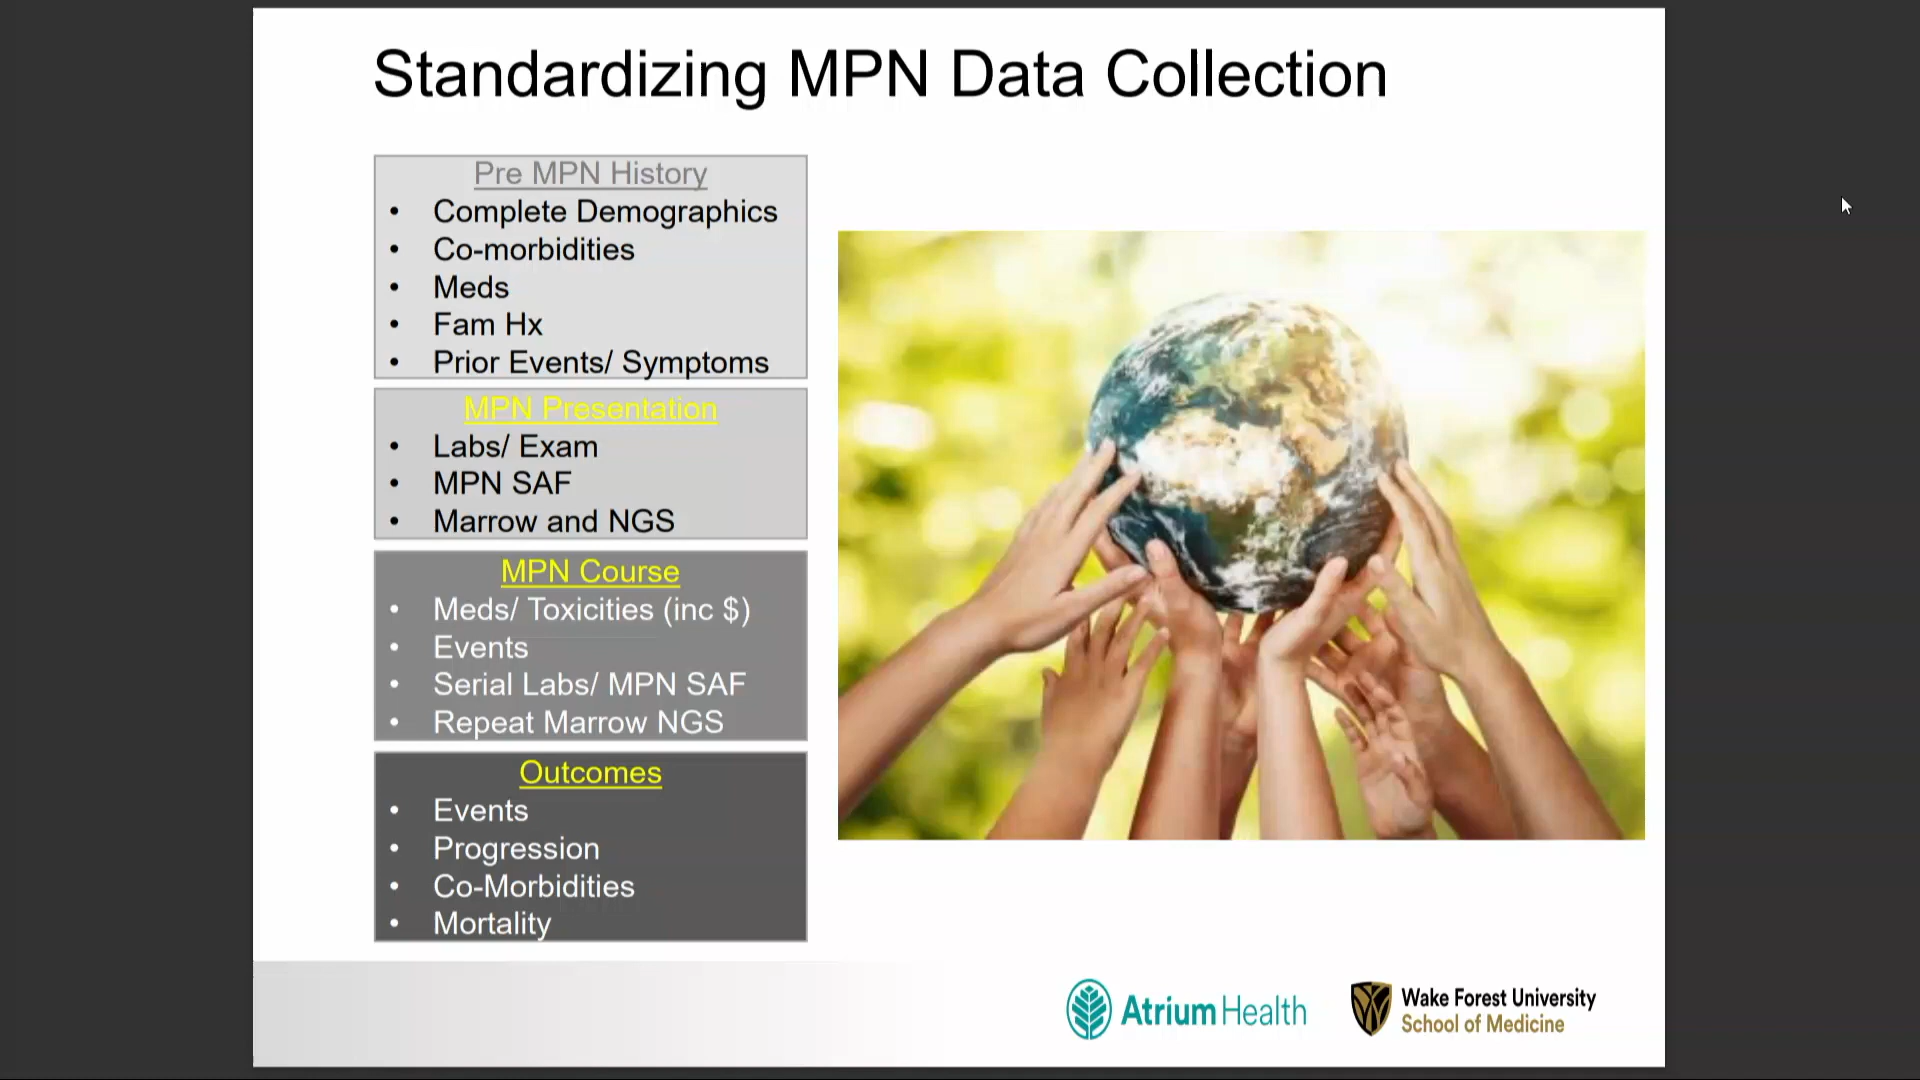 Standardizing MPN Data Collection
Pre MPN History
• Complete Demographics
• Co-morbidities
• Meds
• Fam Hx
• Prior Events/ Symptoms
MPN Presentation
• Labs/ Exam
• MPN SAF
• Marrow and NGS
MPN Course
• Meds/ Toxicities (inc $)
• Events
• Serial Labs/ MPN SAF
• Repeat Marrow NGS
Outcomes
• Events
• Progression
• Co-Morbidities
• Mortality
Atrium Health
Wake Forest University
School of Medicine